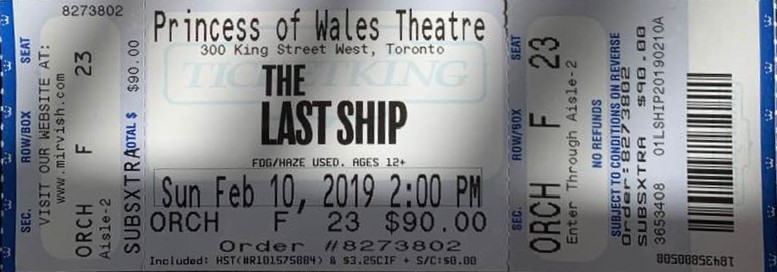 8273802
SEC. ROW/BOX SEAT
VISIT OUR WEBSITE AT:
www.mirvish.com
ORCH F 23
Aisle-2
SUBSXTRA TOTAL $ $90.00
Princess of Wales Theatre
300 King Street West, Toronto
TICKETKING
THE
LAST SHIP
FOG/HAZE USED. AGES 12+
Sun Feb 10, 2019 2:00 PM
ORCH F 23 $90.00
Order #8273802
Included: HST(#R101575884) & $3.25CIF + S/C:$0.00
SEC. ROW/BOX SEAT
ORCH F 23
Enter Through Aisle-2
NO REFUNDS
SUBJECT TO CONDITIONS ON REVERSE
Order:8273802
SUBSXTRA $90.00
3653408 01LSHIP20190210A
184358800508